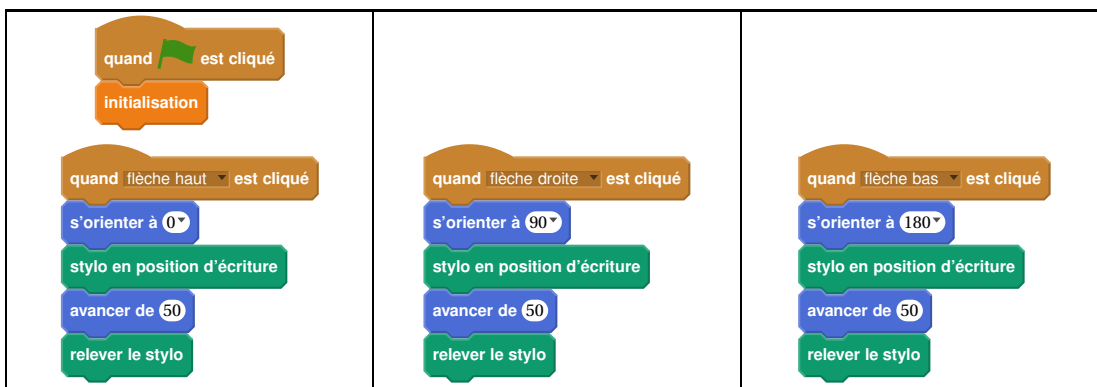 quand est cliqué
initialisation
quand flèche haut est cliqué
s'orienter à 0
stylo en position d'écriture
avancer de 50
relever le stylo
quand flèche droite est cliqué
s'orienter à 90
stylo en position d'écriture
avancer de 50
relever le stylo
quand flèche bas est cliqué
s'orienter à 180
stylo en position d'écriture
avancer de 50
relever le stylo